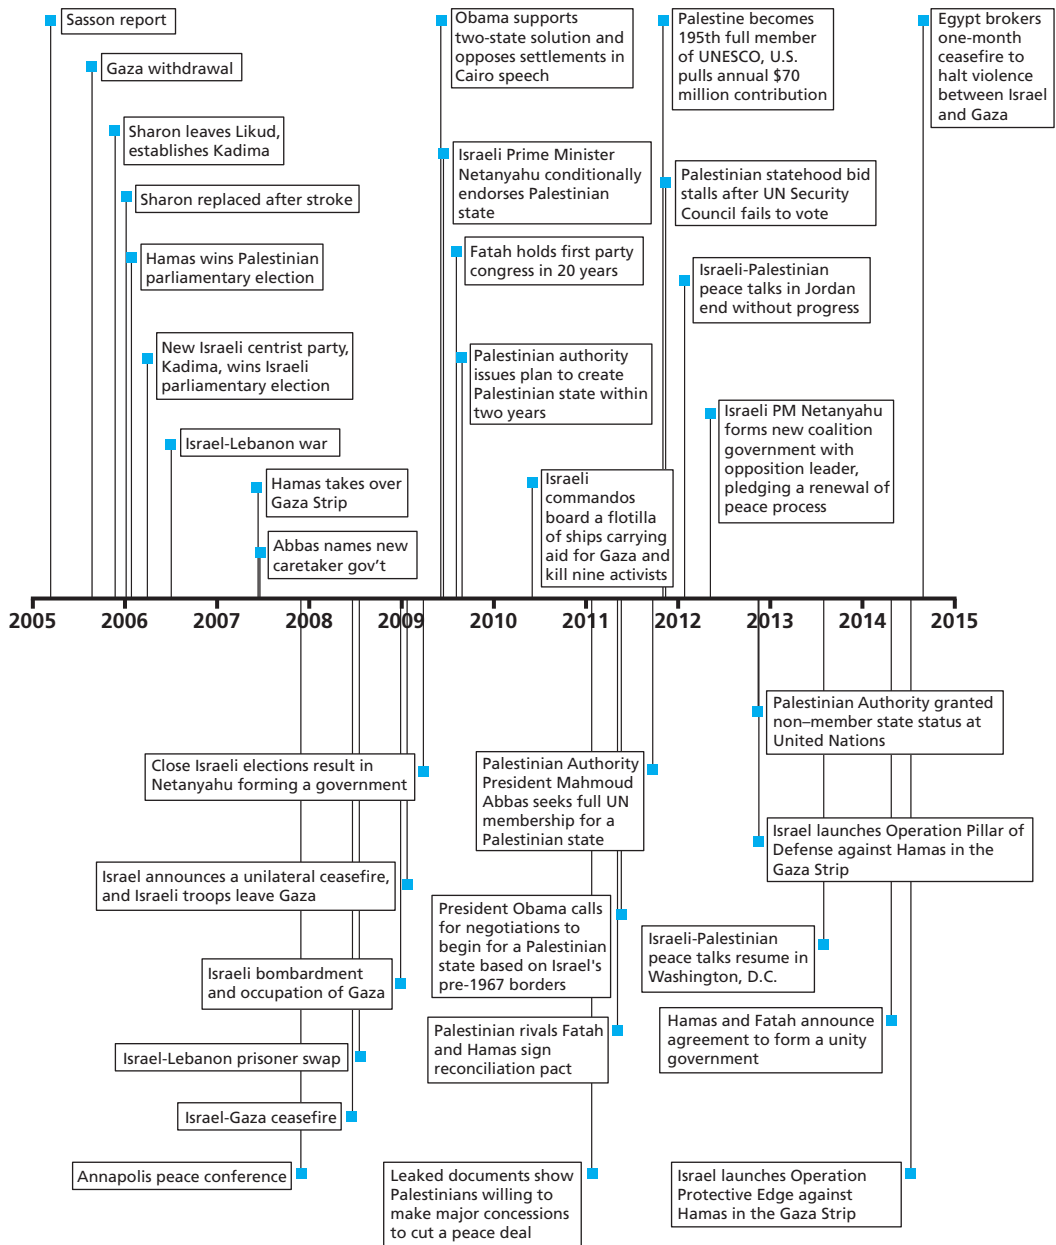 Sasson report
Gaza withdrawal
Sharon leaves Likud,
establishes Kadima
Sharon replaced after stroke
Hamas wins Palestinian
parliamentary election
New Israeli centrist party,
Kadima, wins Israeli
parliamentary election
Israel-Lebanon war
Hamas takes over
Gaza Strip
Abbas names new
caretaker gov't
Obama supports
two-state solution and
opposes settlements in
Cairo speech
Israeli Prime Minister
Netanyahu conditionally
endorses Palestinian
state
Fatah holds first party
congress in 20 years
Palestinian authority
issues plan to create
Palestinian state within
two years
Israeli
commandos
board a flotilla
of ships carrying
aid for Gaza and
kill nine activists
Palestine becomes
195th full member
of UNESCO, U.S.
pulls annual $70
million contribution
Palestinian statehood bid
stalls after UN Security
Council fails to vote
Israeli-Palestinian
peace talks in Jordan
end without progress
Israeli PM Netanyahu
forms new coalition
government with
opposition leader,
pledging a renewal of
peace process
Egypt brokers
one-month
ceasefire to
halt violence
between Israel
and Gaza
2005 2006 2007 2008 2009 2010 2011 2012 2013 2014 2015
Close Israeli elections result in
Netanyahu forming a government
Israel announces a unilateral ceasefire,
and Israeli troops leave Gaza
Israeli bombardment
and occupation of Gaza
Israel-Lebanon prisoner swap
Israel-Gaza ceasefire
Annapolis peace conference
Palestinian Authority
President Mahmoud
Abbas seeks full UN
membership for a
Palestinian state
President Obama calls
for negotiations to
begin for a Palestinian
state based on Israel's
pre-1967 borders
Palestinian rivals Fatah
and Hamas sign
reconciliation pact
Leaked documents show
Palestinians willing to
make major concessions
to cut a peace deal
Palestinian Authority granted
non–member state status at
United Nations
Israel launches Operation Pillar of
Defense against Hamas in the
Gaza Strip
Israeli-Palestinian
peace talks resume in
Washington, D.C.
Hamas and Fatah announce
agreement to form a unity
government
Israel launches Operation
Protective Edge against
Hamas in the Gaza Strip